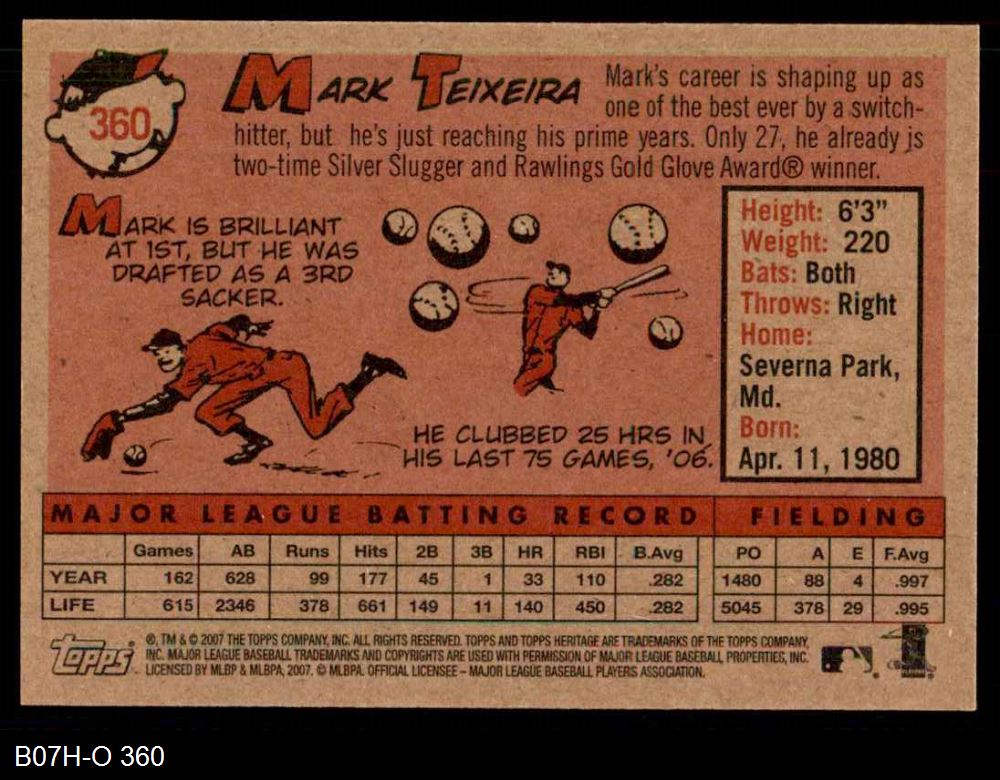 360
MARK TEIXEIRA
Mark's career is shaping up as
one of the best ever by a switch-
hitter, but he's just reaching his prime years. Only 27, he already is
two-time Silver Slugger and Rawlings Gold Glove Award® winner.
MARK IS BRILLIANT
AT 1ST, BUT HE WAS
DRAFTED AS A 3RD
SACKER.
HE CLUBBED 25 HRS IN
HIS LAST 75 GAMES, '06.
Height: 6'3"
Weight: 220
Bats: Both
Throws: Right
Home:
Severna Park,
Md.
Born:
Apr. 11, 1980
MAJOR LEAGUE BATTING RECORD FIELDING
Games AB Runs Hits 2B 3B HR RBI B.Avg PO A E F.Avg
YEAR 162 628 99 177 45 1 33 110 .282 1480 88 4 .997
LIFE 615 2346 378 661 149 11 140 450 .282 5045 378 29 .995
Topps
®, TM & © 2007 THE TOPPS COMPANY, INC. ALL RIGHTS RESERVED. TOPPS AND TOPPS HERITAGE ARE TRADEMARKS OF THE TOPPS COMPANY,
INC. MAJOR LEAGUE BASEBALL TRADEMARKS AND COPYRIGHTS ARE USED WITH PERMISSION OF MAJOR LEAGUE BASEBALL PROPERTIES, INC.
LICENSED BY MLBP & MLBPA, 2007. © MLBPA. OFFICIAL LICENSEE – MAJOR LEAGUE BASEBALL PLAYERS ASSOCIATION.
B07H-O 360